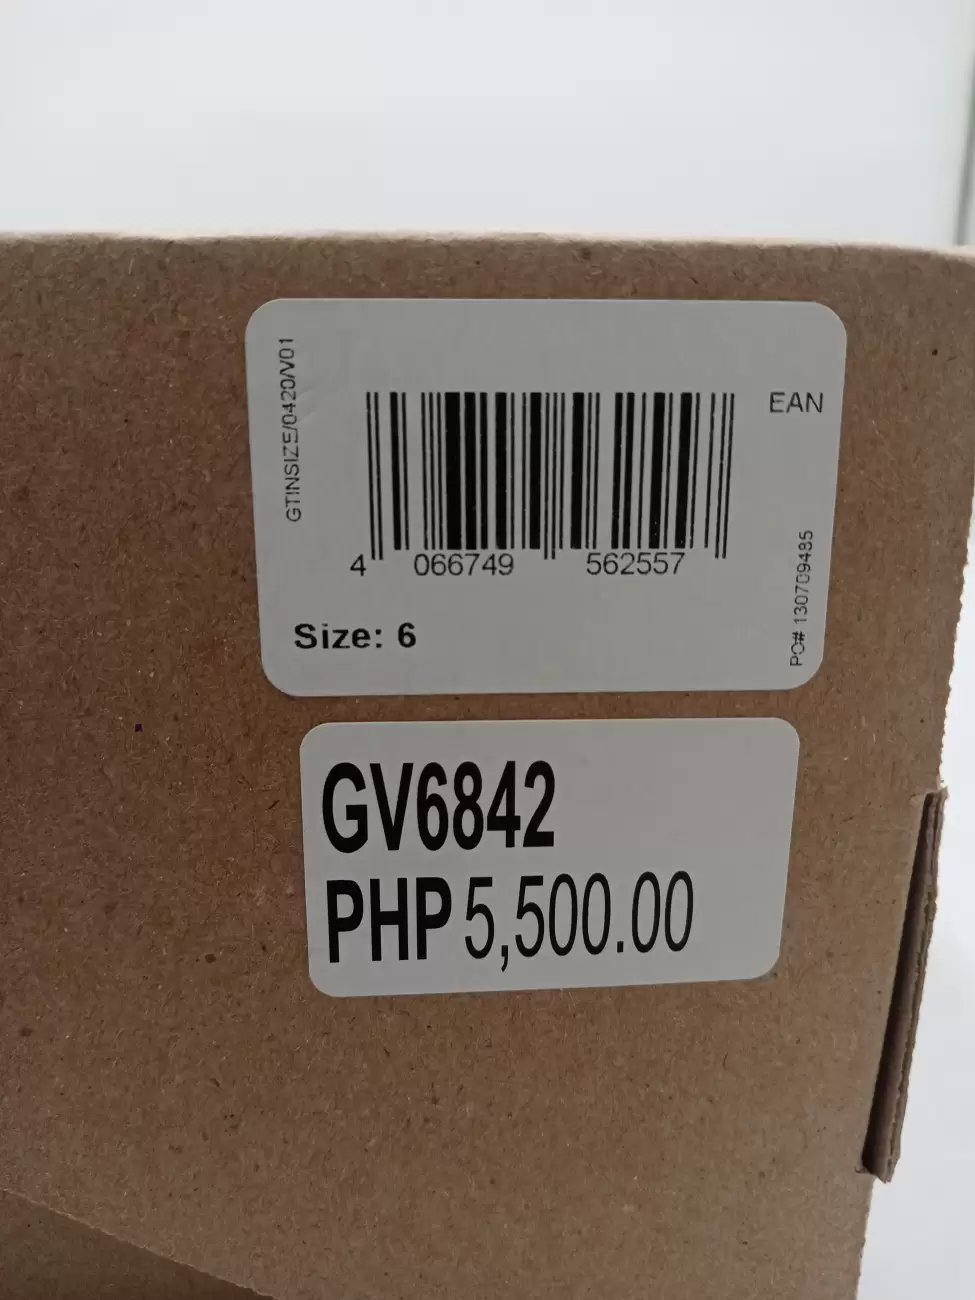 GTINSIZE/0420/V01
EAN
4 066749 562557
PO# 130709485
Size: 6
GV6842
PHP 5,500.00